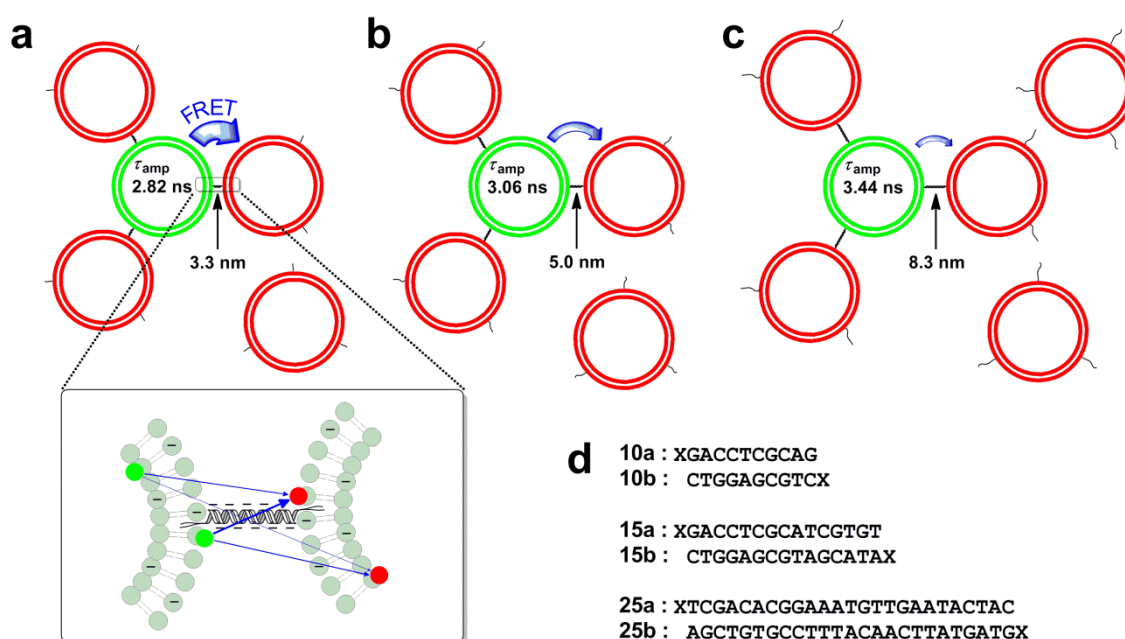 a
b
c
FRET
τamp
2.82 ns
τamp
3.06 ns
τamp
3.44 ns
3.3 nm
5.0 nm
8.3 nm
d
10a : XGACCTCGCAG
10b : CTGGAGCGTCX
15a : XGACCTCGCATCGTGT
15b : CTGGAGCGTAGCATAX
25a : XTCGACACGGAAATGTTGAATACTAC
25b : AGCTGTGCCTTTACAACTTATGATGX